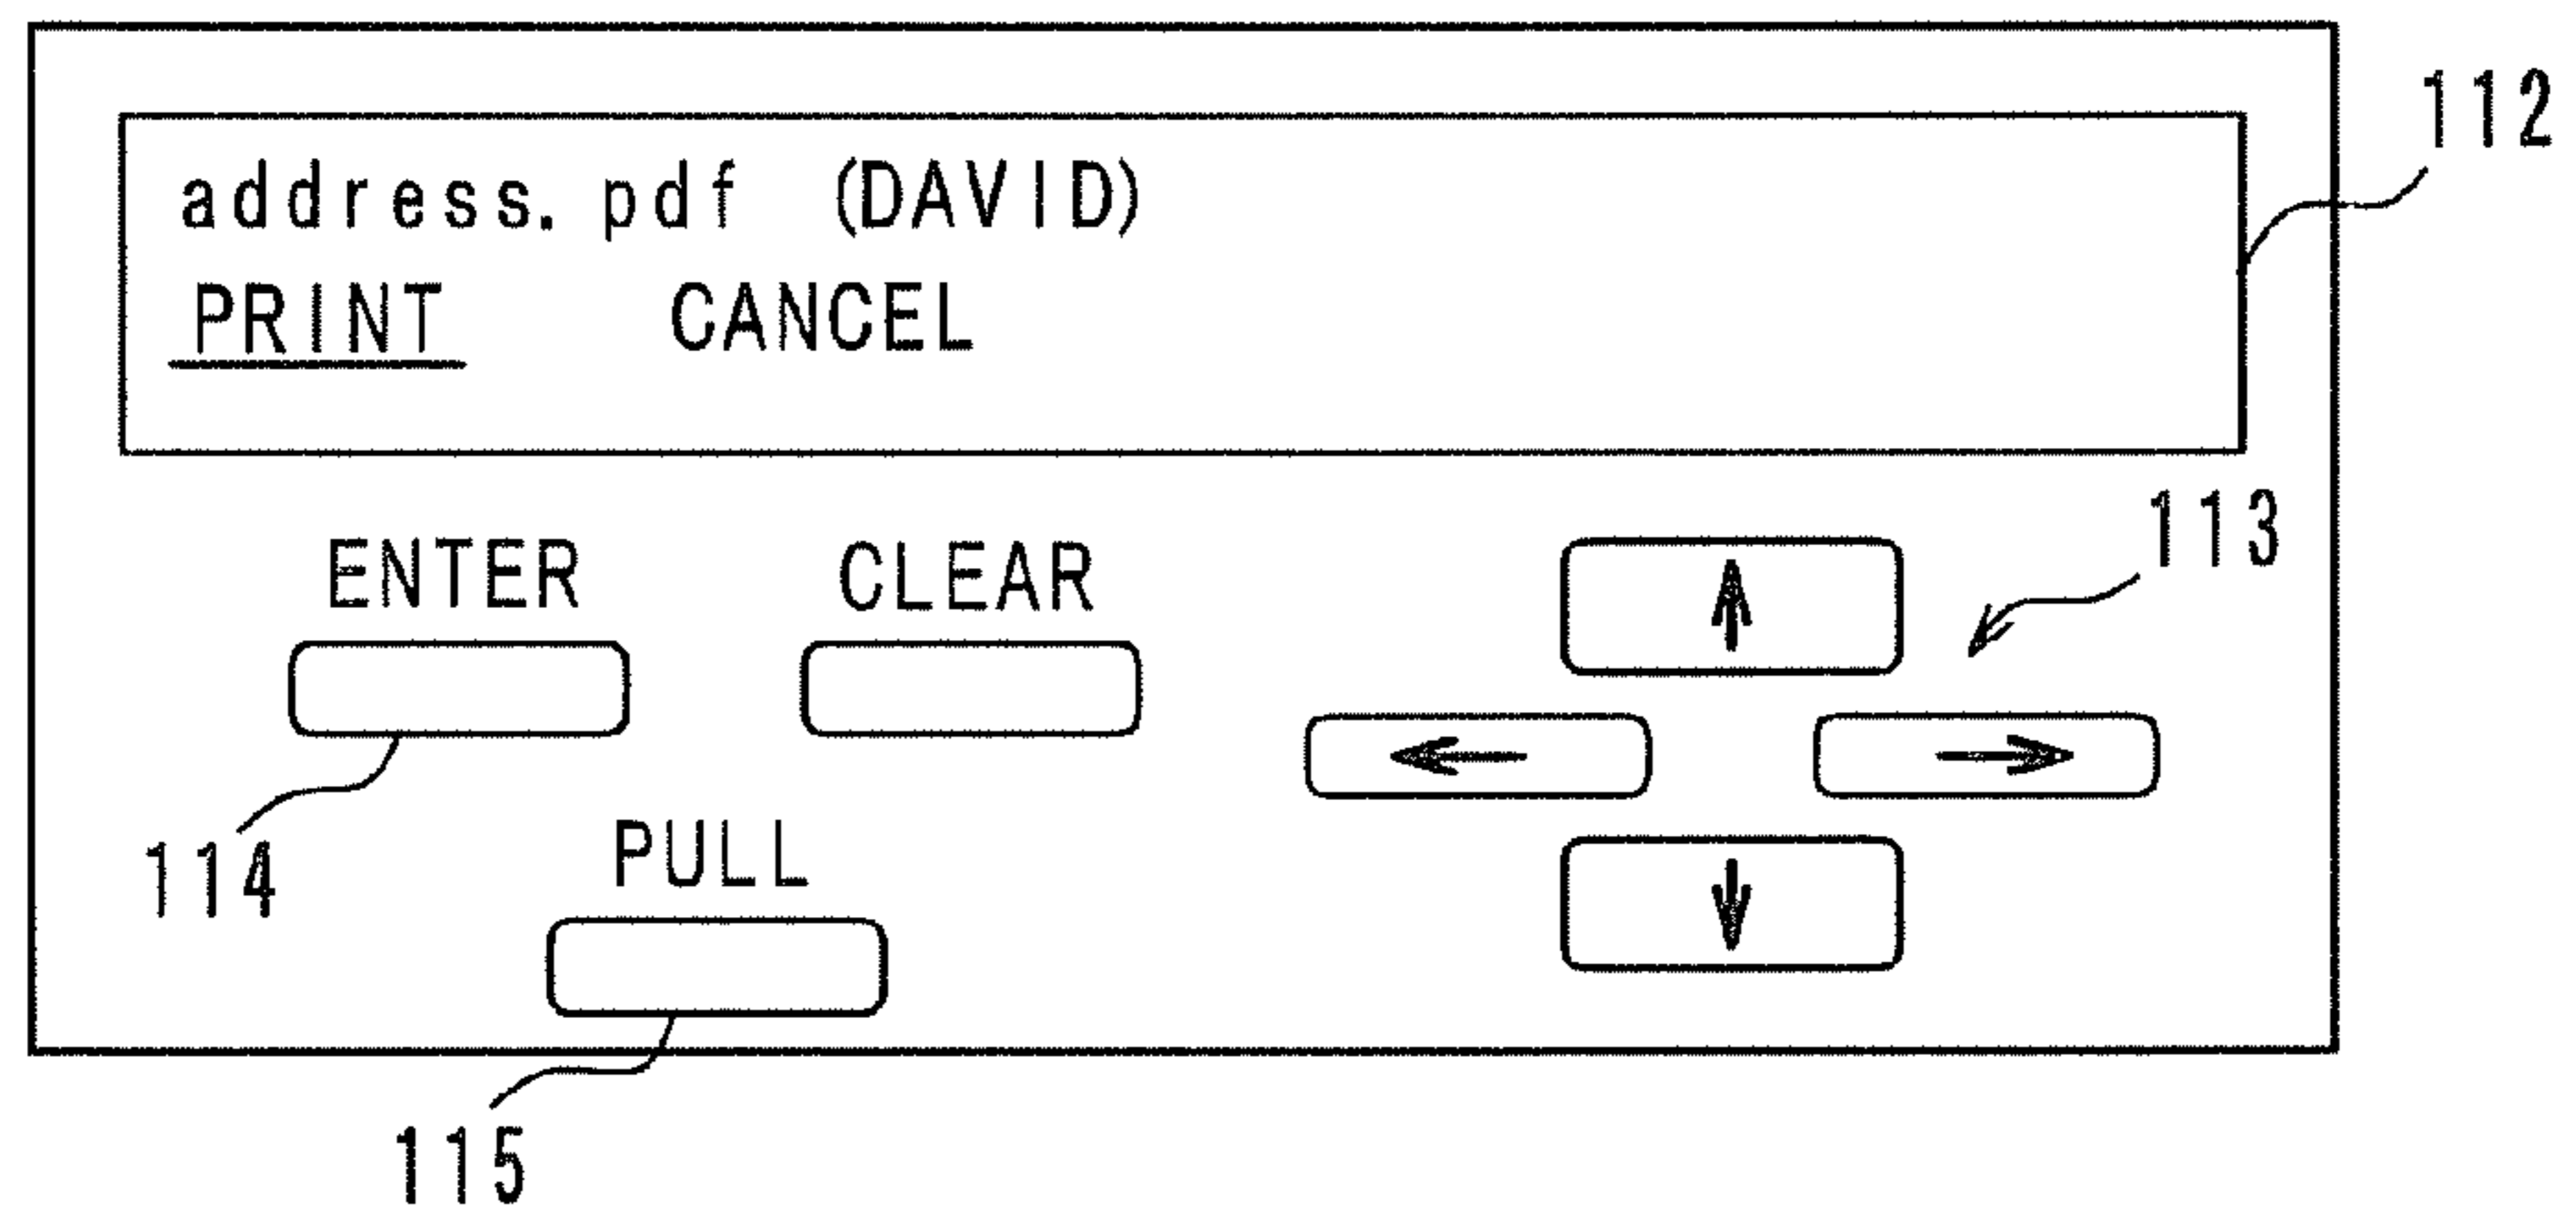 112
address.pdf (DAVID)
PRINT CANCEL
113
ENTER CLEAR
↑
← →
114
PULL
↓
115